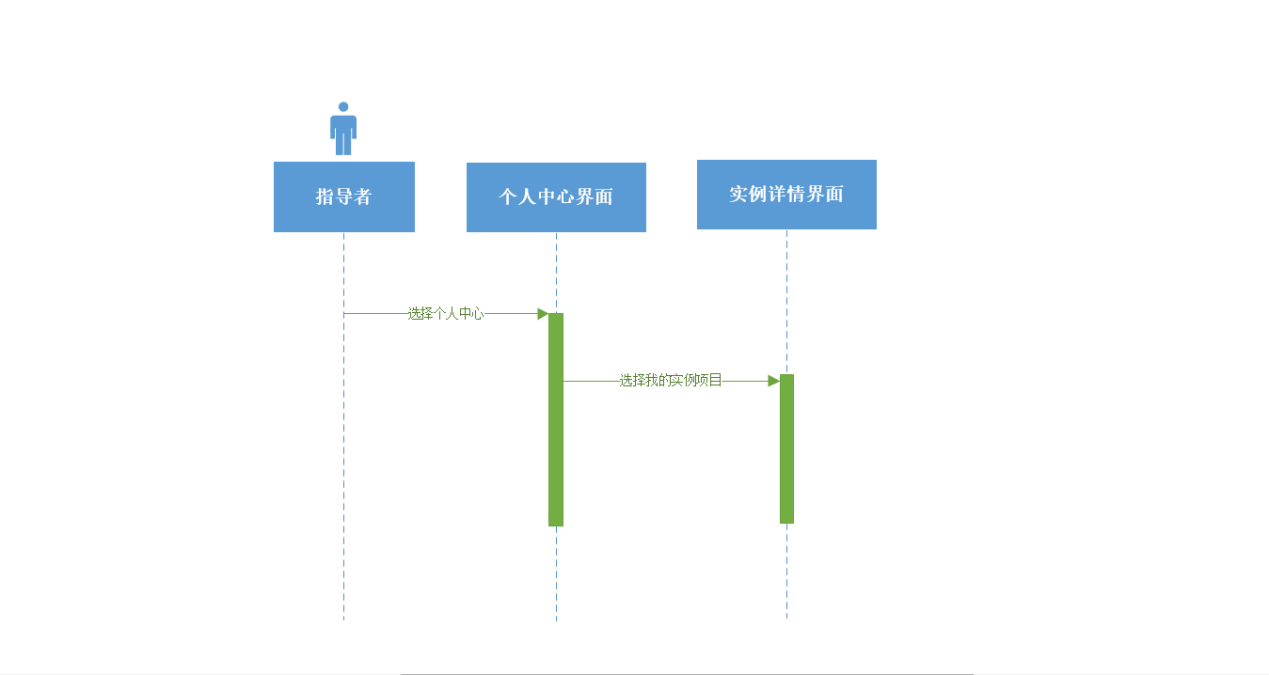 指导者
个人中心界面
实例详情界面
选择个人中心
选择我的实例项目